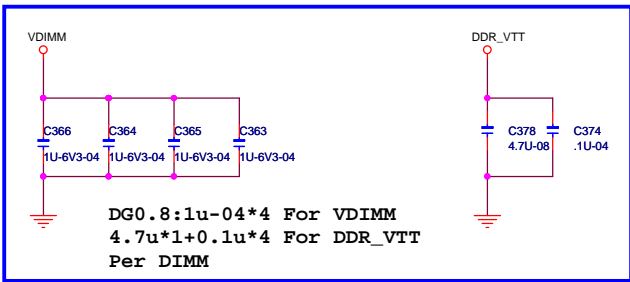 VDIMM
DDR_VTT
C366
C364
C365
C363
1U-6V3-04
1U-6V3-04
1U-6V3-04
1U-6V3-04
C378
C374
4.7U-08
.1U-04
DG0.8:1u-04*4 For VDIMM
4.7u*1+0.1u*4 For DDR_VTT
Per DIMM